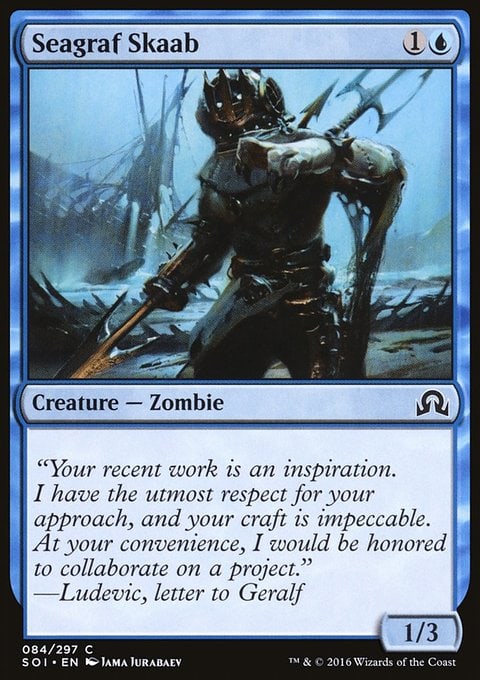 Seagraf Skaab 1
Creature — Zombie
“Your recent work is an inspiration.
I have the utmost respect for your
approach, and your craft is impeccable.
At your convenience, I would be honored
to collaborate on a project.”
—Ludevic, letter to Geralf
1/3
084/297 C
SOI • EN Jama Jurabaev
™ & © 2016 Wizards of the Coast